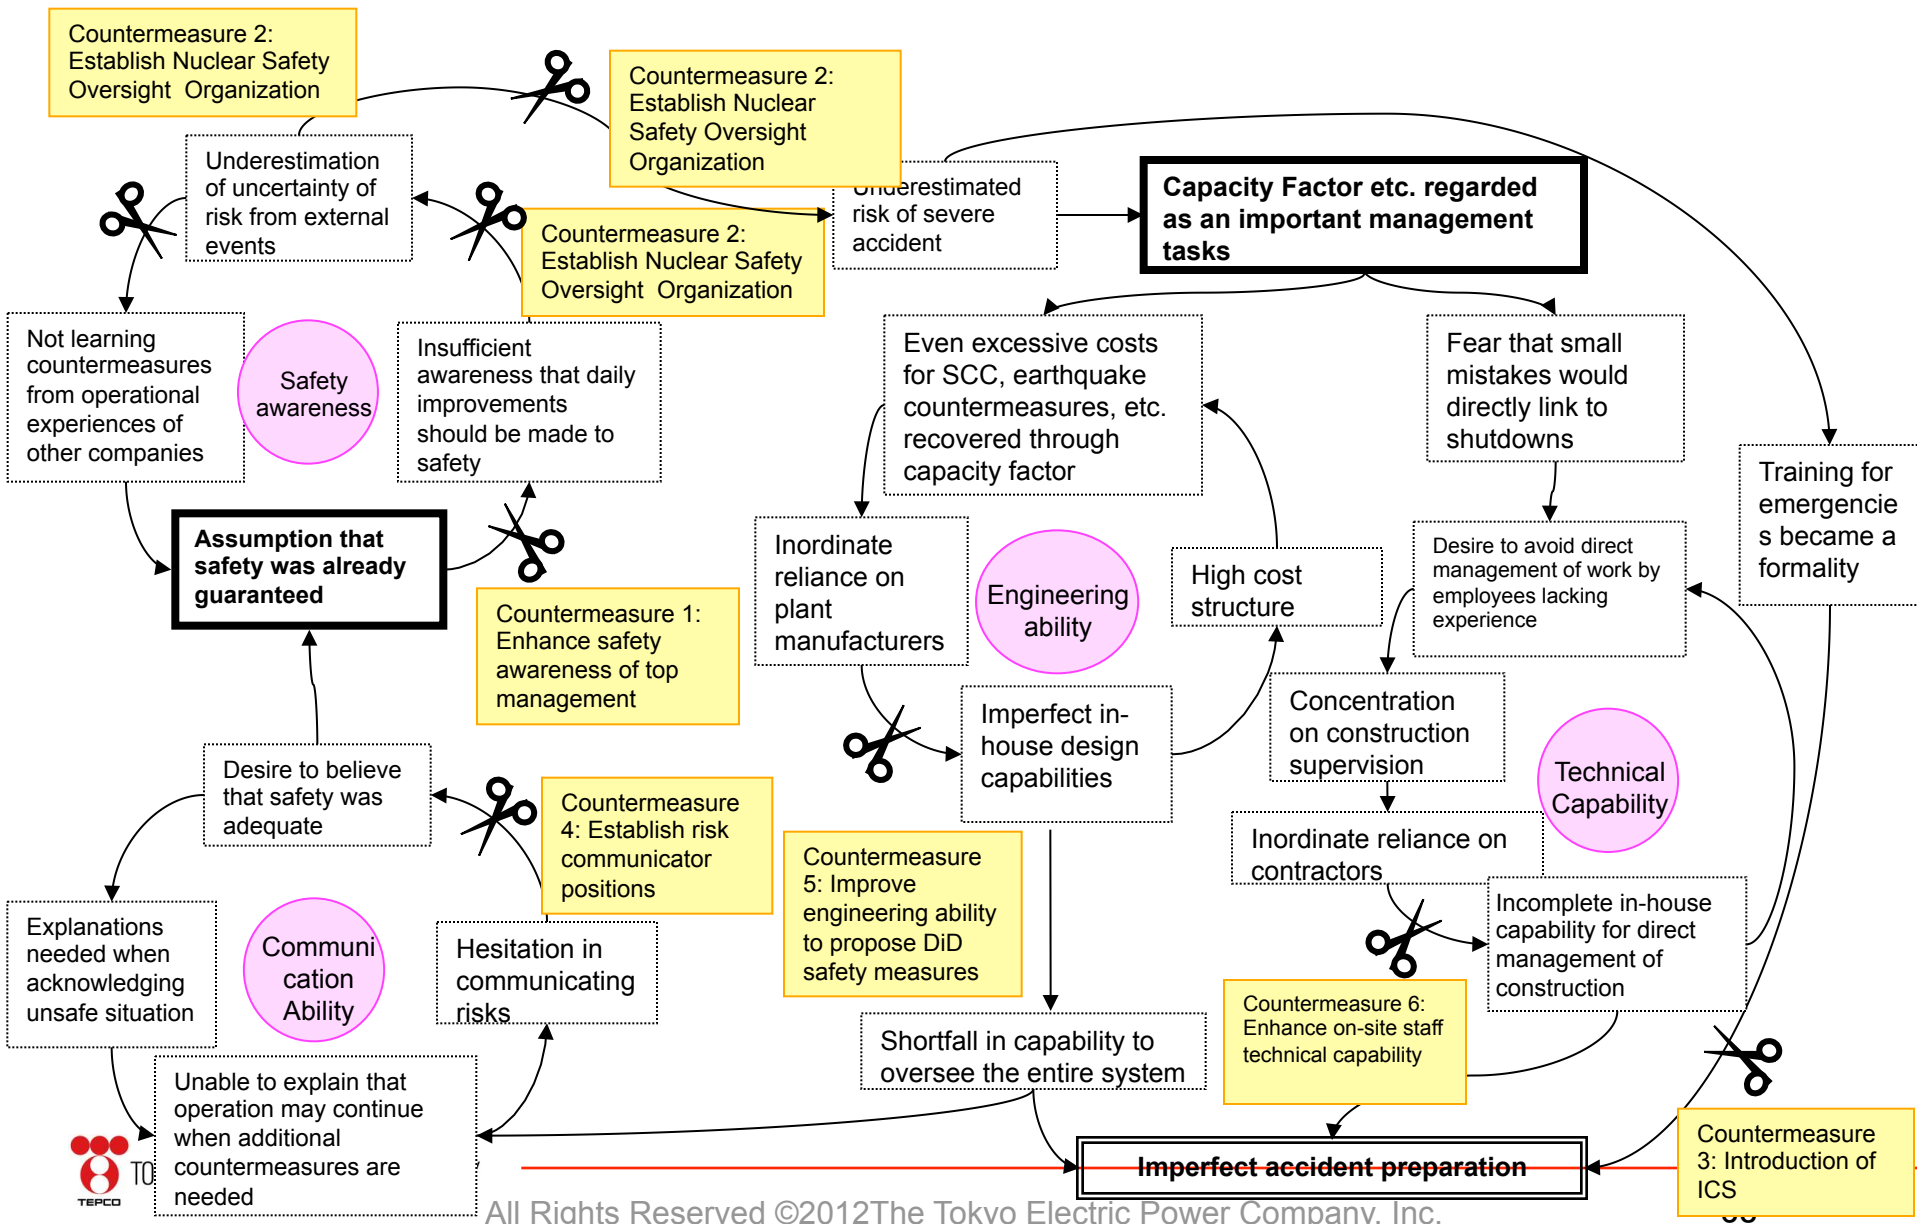 Countermeasure 2:
Establish Nuclear Safety
Oversight Organization
Countermeasure 2:
Establish Nuclear
Safety Oversight
Organization
Underestimation
of uncertainty of
risk from external
events
Underestimated
risk of severe
accident
Capacity Factor etc. regarded
as an important management
tasks
Countermeasure 2:
Establish Nuclear Safety
Oversight Organization
Not learning
countermeasures
from operational
experiences of
other companies
Safety
awareness
Insufficient
awareness that daily
improvements
should be made to
safety
Even excessive costs
for SCC, earthquake
countermeasures, etc.
recovered through
capacity factor
Fear that small
mistakes would
directly link to
shutdowns
Training for
emergencie
s became a
formality
Assumption that
safety was already
guaranteed
Inordinate
reliance on
plant
manufacturers
Engineering
ability
High cost
structure
Desire to avoid direct
management of work by
employees lacking
experience
Countermeasure 1:
Enhance safety
awareness of top
management
Imperfect in-
house design
capabilities
Concentration
on construction
supervision
Technical
Capability
Desire to believe
that safety was
adequate
Countermeasure
4: Establish risk
communicator
positions
Countermeasure
5: Improve
engineering ability
to propose DiD
safety measures
Inordinate reliance on
contractors
Incomplete in-house
capability for direct
management of
construction
Explanations
needed when
acknowledging
unsafe situation
Communi
cation
Ability
Hesitation in
communicating
risks
Countermeasure 6:
Enhance on-site staff
technical capability
Shortfall in capability to
oversee the entire system
Unable to explain that
operation may continue
when additional
countermeasures are
needed
Imperfect accident preparation
Countermeasure
3: Introduction of
ICS
TEPCO
TO
All Rights Reserved ©2012The Tokyo Electric Power Company, Inc.